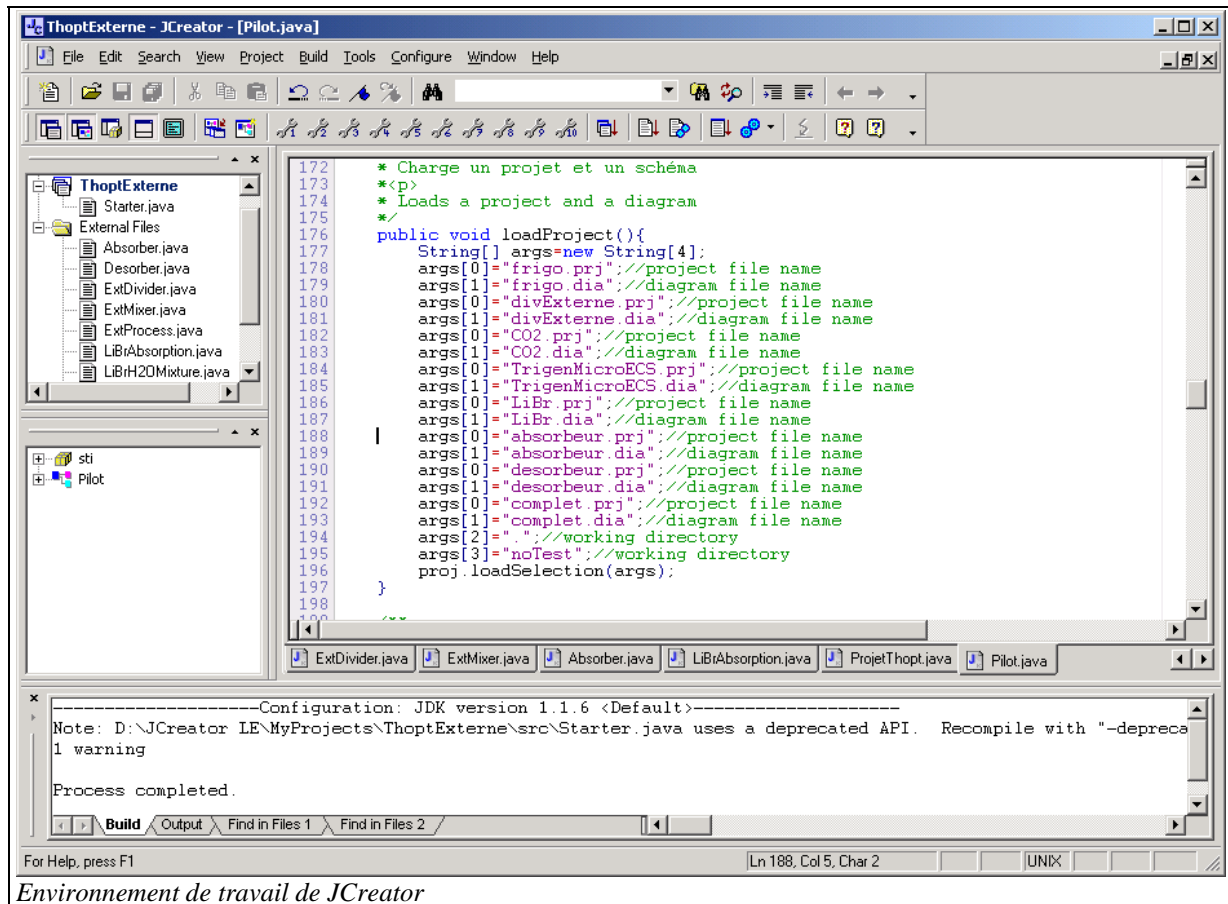 ThoptExterne - JCreator - [Pilot.java]
File Edit Search View Project Build Tools Configure Window Help
ThoptExterne
Starter.java
External Files
Absorber.java
Desorber.java
ExtDivider.java
ExtMixer.java
ExtProcess.java
LiBrAbsorption.java
LiBrH2OMixture.java
sti
Pilot
172 * Charge un projet et un schéma
173 *<p>
174 * Loads a project and a diagram
175 */
176 public void loadProject(){
177 String[] args=new String[4];
178 args[0]="frigo.prj";//project file name
179 args[1]="frigo.dia";//diagram file name
180 args[0]="divExterne.prj";//project file name
181 args[1]="divExterne.dia";//diagram file name
182 args[0]="CO2.prj";//project file name
183 args[1]="CO2.dia";//diagram file name
184 args[0]="TrigenMicroECS.prj";//project file name
185 args[1]="TrigenMicroECS.dia";//diagram file name
186 args[0]="LiBr.prj";//project file name
187 args[1]="LiBr.dia";//diagram file name
188 args[0]="absorbeur.prj";//project file name
189 args[1]="absorbeur.dia";//diagram file name
190 args[0]="desorbeur.prj";//project file name
191 args[1]="desorbeur.dia";//diagram file name
192 args[0]="complet.prj";//project file name
193 args[1]="complet.dia";//diagram file name
194 args[2]=".";//working directory
195 args[3]="noTest";//working directory
196 proj.loadSelection(args);
197 }
198
ExtDivider.java ExtMixer.java Absorber.java LiBrAbsorption.java ProjetThopt.java Pilot.java
--------------------Configuration: JDK version 1.1.6 <Default>--------------------
Note: D:\JCreator LE\MyProjects\ThoptExterne\src\Starter.java uses a deprecated API.  Recompile with "-depreca
1 warning
Process completed.
Build Output Find in Files 1 Find in Files 2
For Help, press F1 Ln 188, Col 5, Char 2 UNIX
Environnement de travail de JCreator